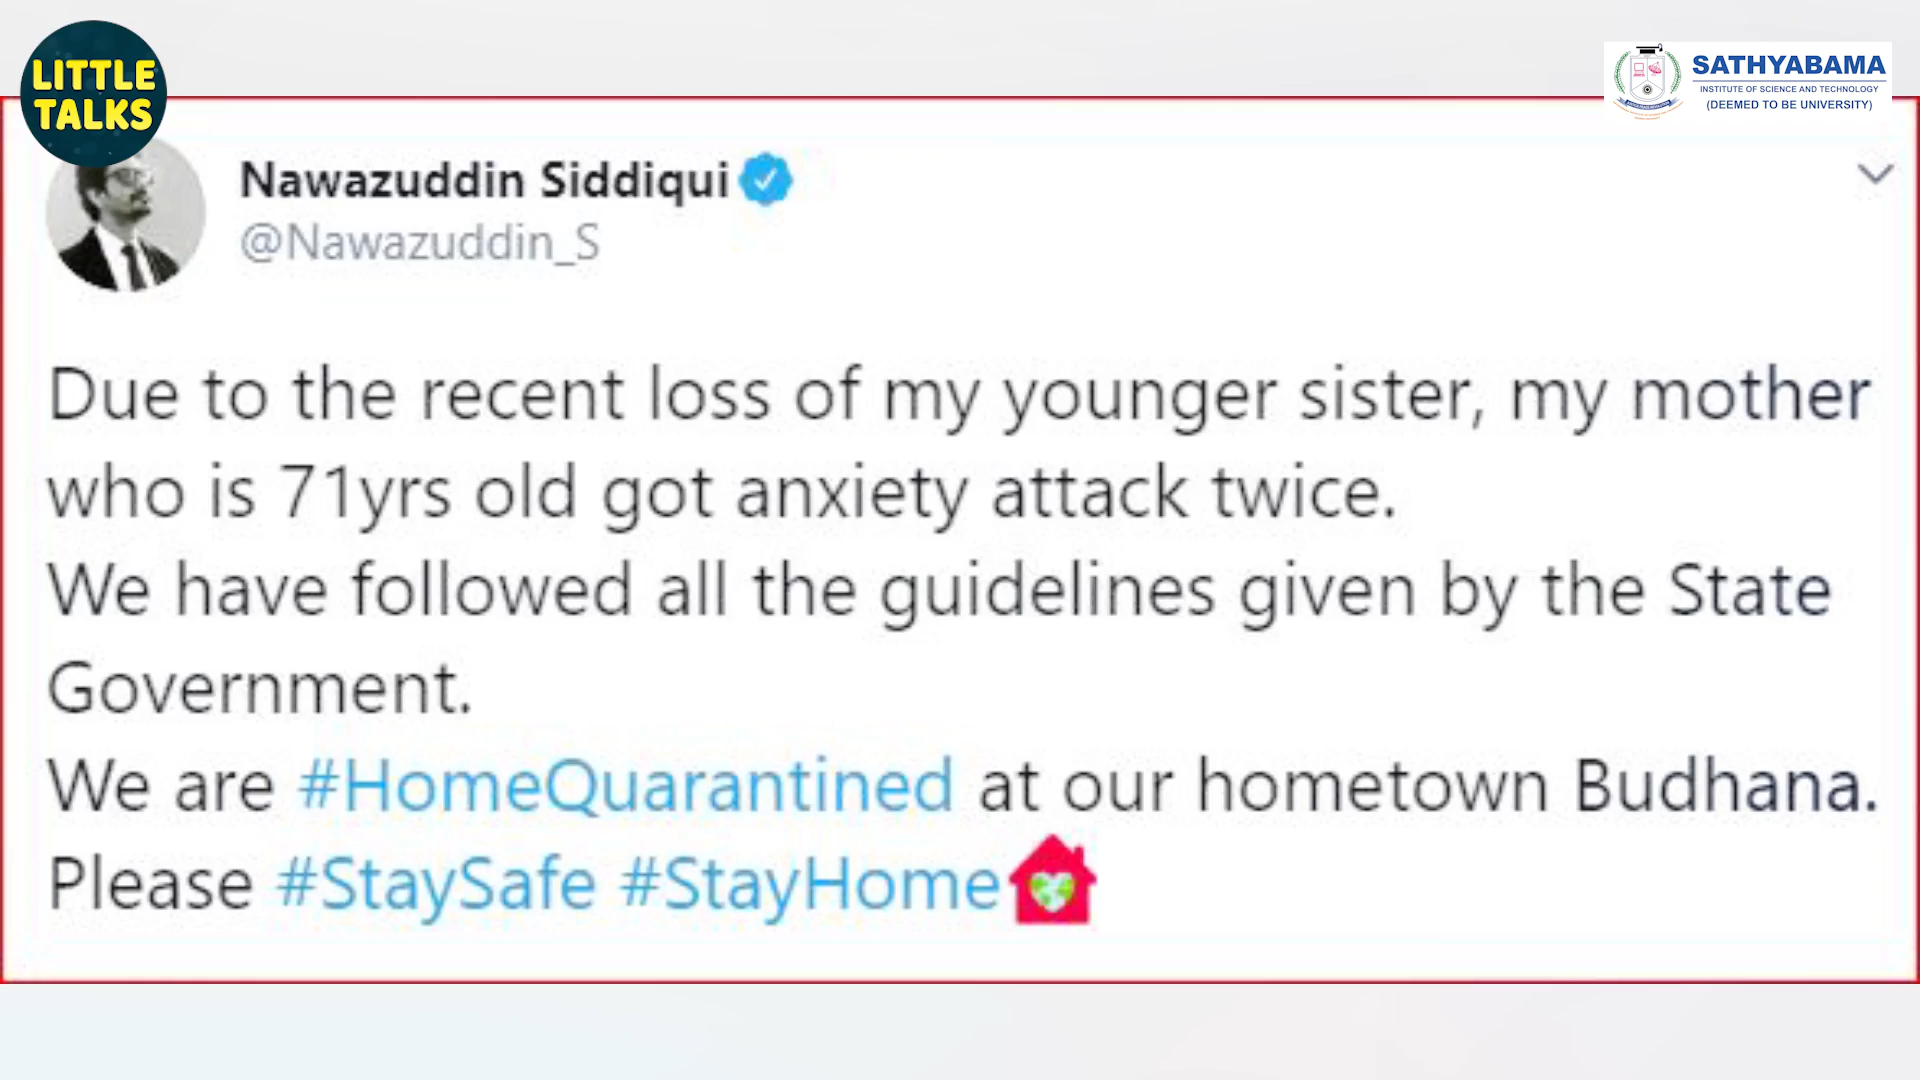 LITTLE
TALKS
SATHYABAMA
INSTITUTE OF SCIENCE AND TECHNOLOGY
(DEEMED TO BE UNIVERSITY)
Nawazuddin Siddiqui
@Nawazuddin_S
Due to the recent loss of my younger sister, my mother
who is 71yrs old got anxiety attack twice.
We have followed all the guidelines given by the State
Government.
We are #HomeQuarantined at our hometown Budhana.
Please #StaySafe #StayHome